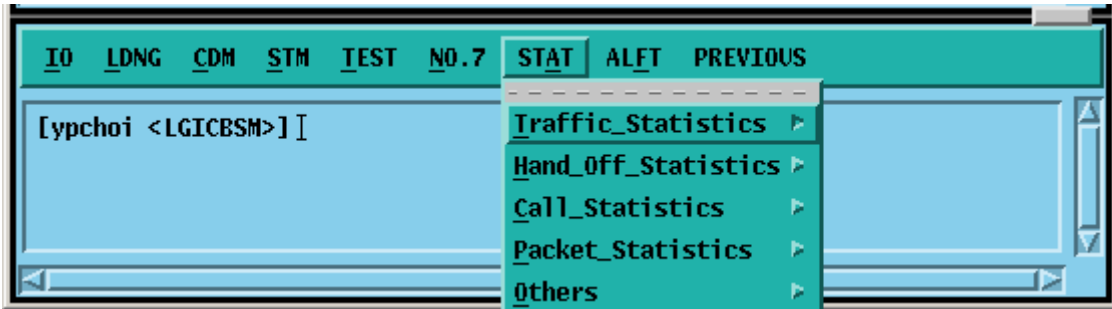 IO LDNG CDM STM TEST NO.7 STAT ALFT PREVIOUS
[ypchoi <LGICBSM>]
Traffic_Statistics
Hand_Off_Statistics
Call_Statistics
Packet_Statistics
Others